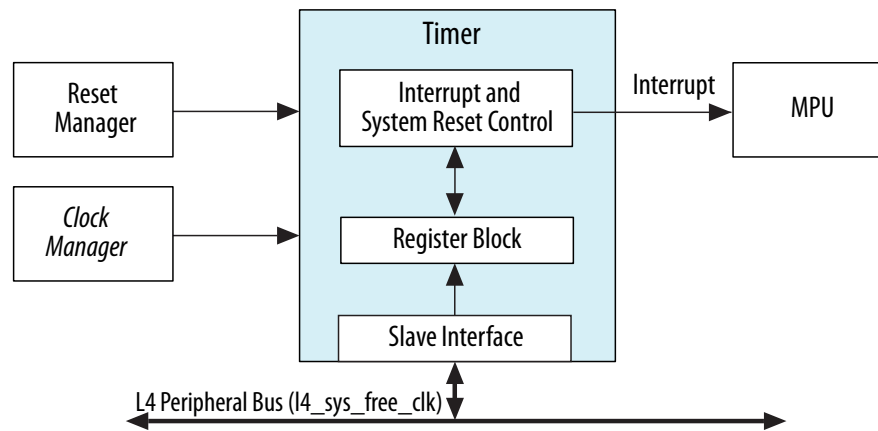 Timer
Reset
Manager
Interrupt and
System Reset Control
Interrupt
MPU
Clock
Manager
Register Block
Slave Interface
L4 Peripheral Bus (l4_sys_free_clk)